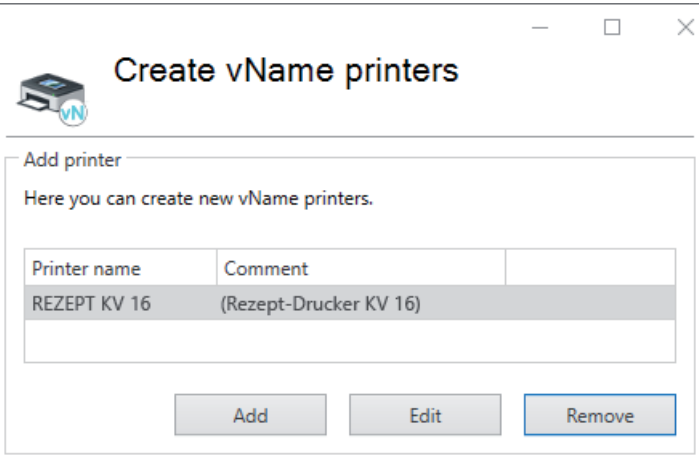 Create vName printers
vN
Add printer
Here you can create new vName printers.
Printer name Comment
REZEPT KV 16 (Rezept-Drucker KV 16)
Add Edit Remove